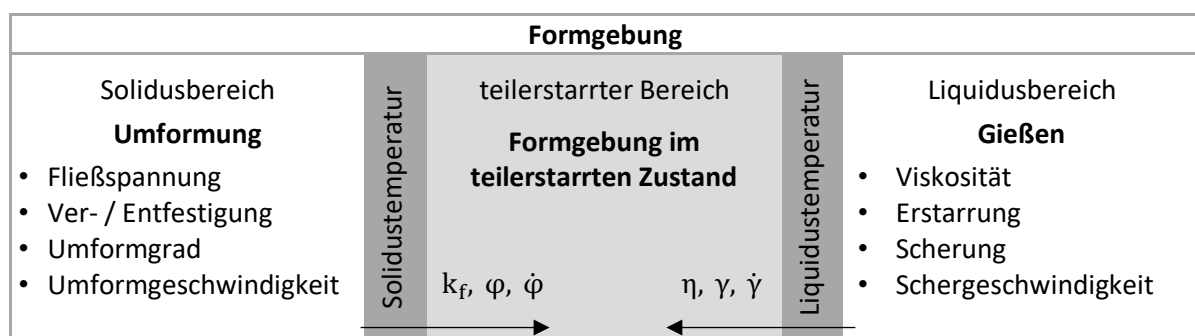 Formgebung
Solidusbereich
Umformung
• Fließspannung
• Ver- / Entfestigung
• Umformgrad
• Umformgeschwindigkeit
Solidustemperatur
teilerstarrter Bereich
Formgebung im
teilerstarrten Zustand
k_f, φ, φ̇
η, γ, γ̇
Liquidustemperatur
Liquidusbereich
Gießen
• Viskosität
• Erstarrung
• Scherung
• Schergeschwindigkeit